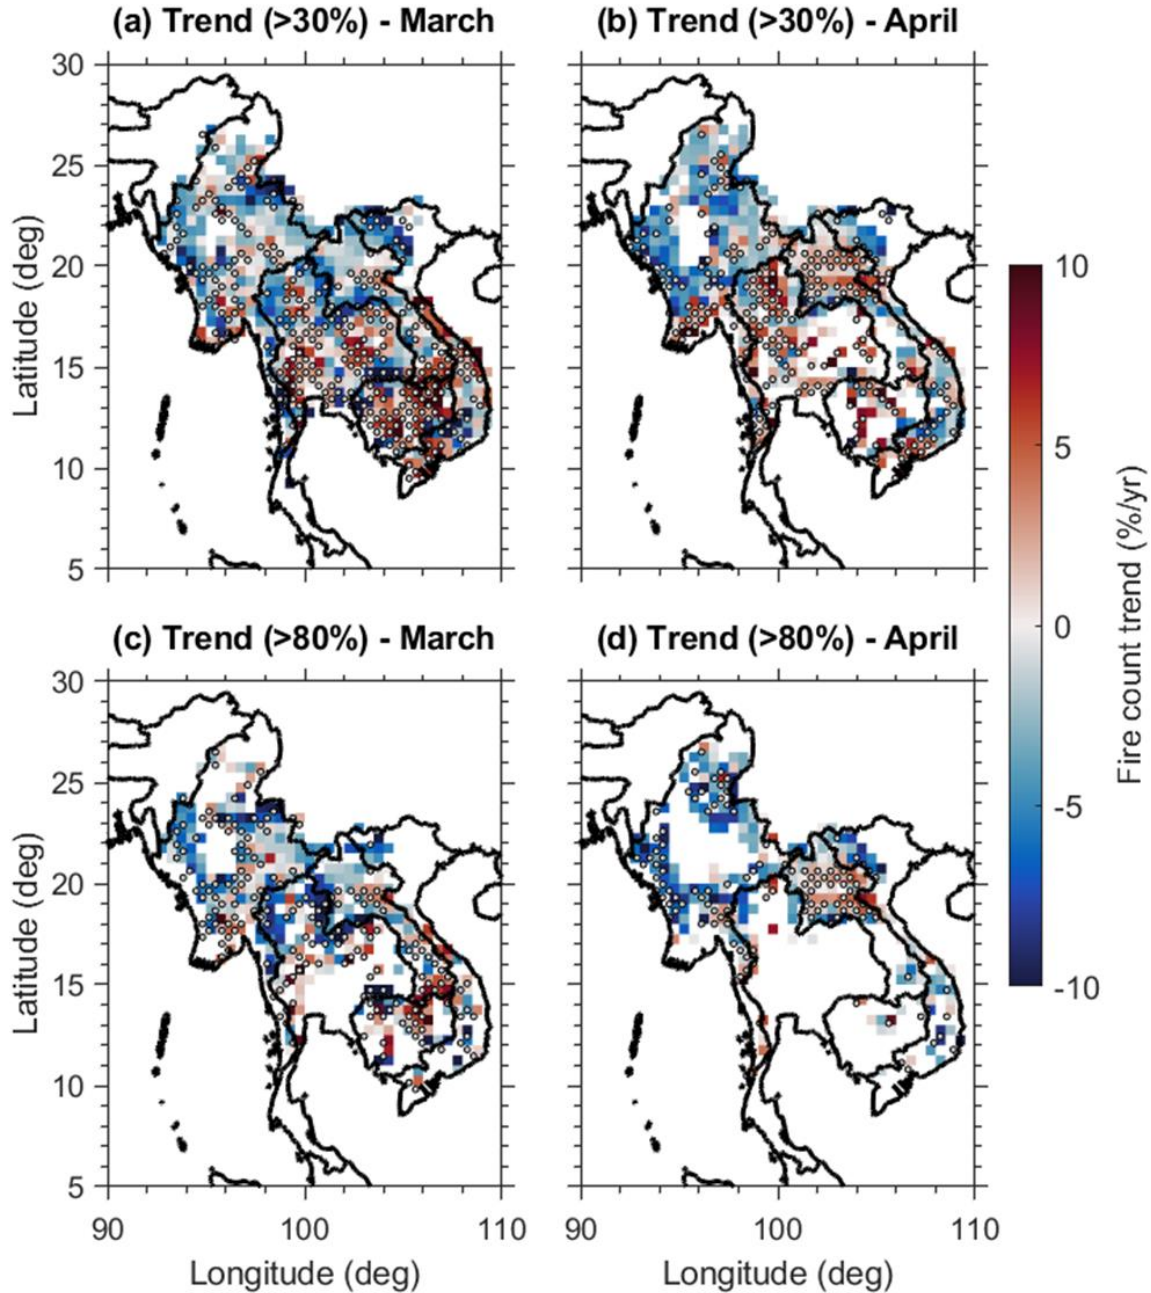 (a) Trend (>30%) - March
(b) Trend (>30%) - April
30
25
20
15
10
5
Latitude (deg)
10
5
0
-5
-10
Fire count trend (%/yr)
(c) Trend (>80%) - March
(d) Trend (>80%) - April
30
25
20
15
10
5
Latitude (deg)
90 100 110
90 100 110
Longitude (deg)
Longitude (deg)